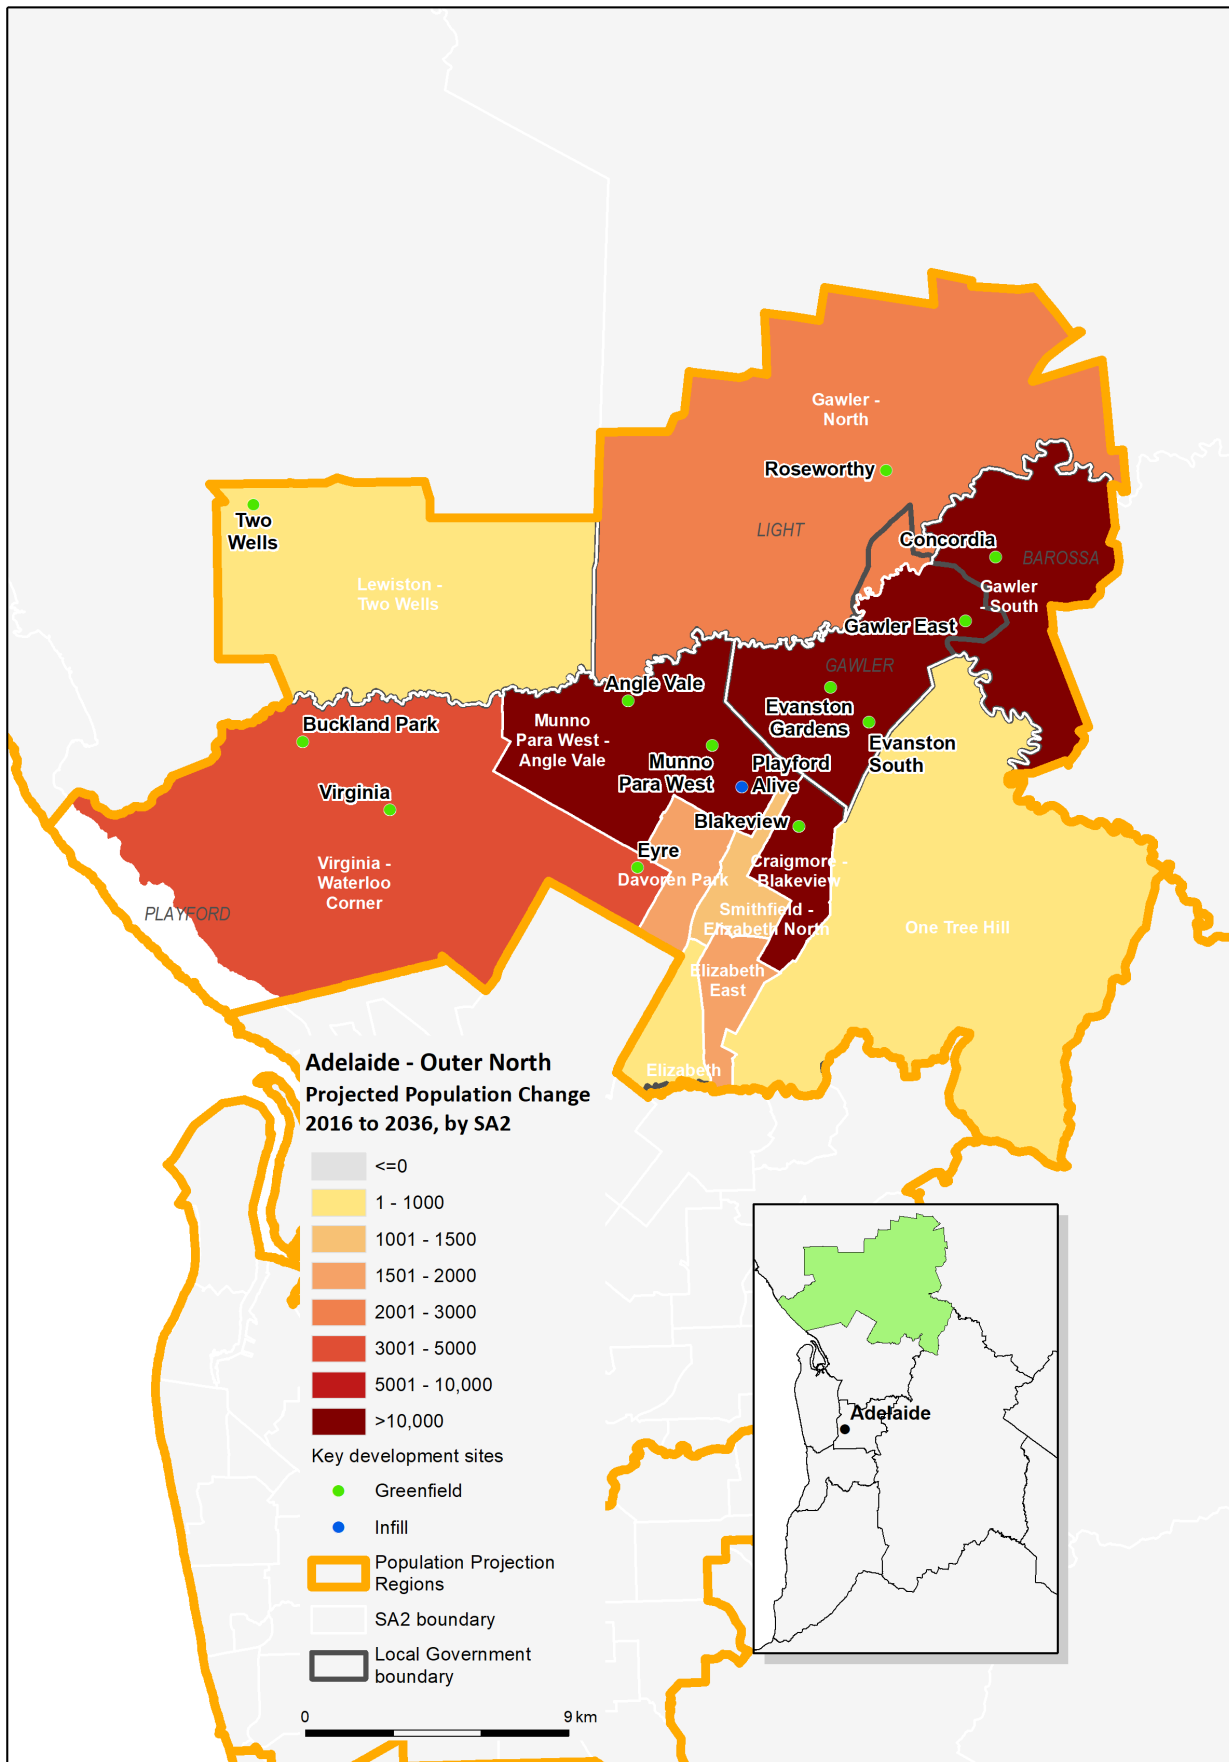 Gawler -
North
Roseworthy
Two
Wells
LIGHT
Concordia
BAROSSA
Lewiston -
Two Wells
Gawler
- South
Gawler East
GAWLER
Angle Vale
Munno
Para West -
Angle Vale
Buckland Park
Evanston
Gardens
Evanston
South
Munno
Para West
Playford
Alive
Virginia
Blakeview
Eyre
Davoren Park
Craigmore -
Blakeview
Virginia -
Waterloo
Corner
PLAYFORD
Smithfield -
Elizabeth North
One Tree Hill
Elizabeth
East
Elizabeth
Adelaide - Outer North
Projected Population Change
2016 to 2036, by SA2
<=0
1 - 1000
1001 - 1500
1501 - 2000
2001 - 3000
3001 - 5000
5001 - 10,000
>10,000
Key development sites
Greenfield
Infill
Population Projection
Regions
SA2 boundary
Local Government
boundary
0 9 km
Adelaide